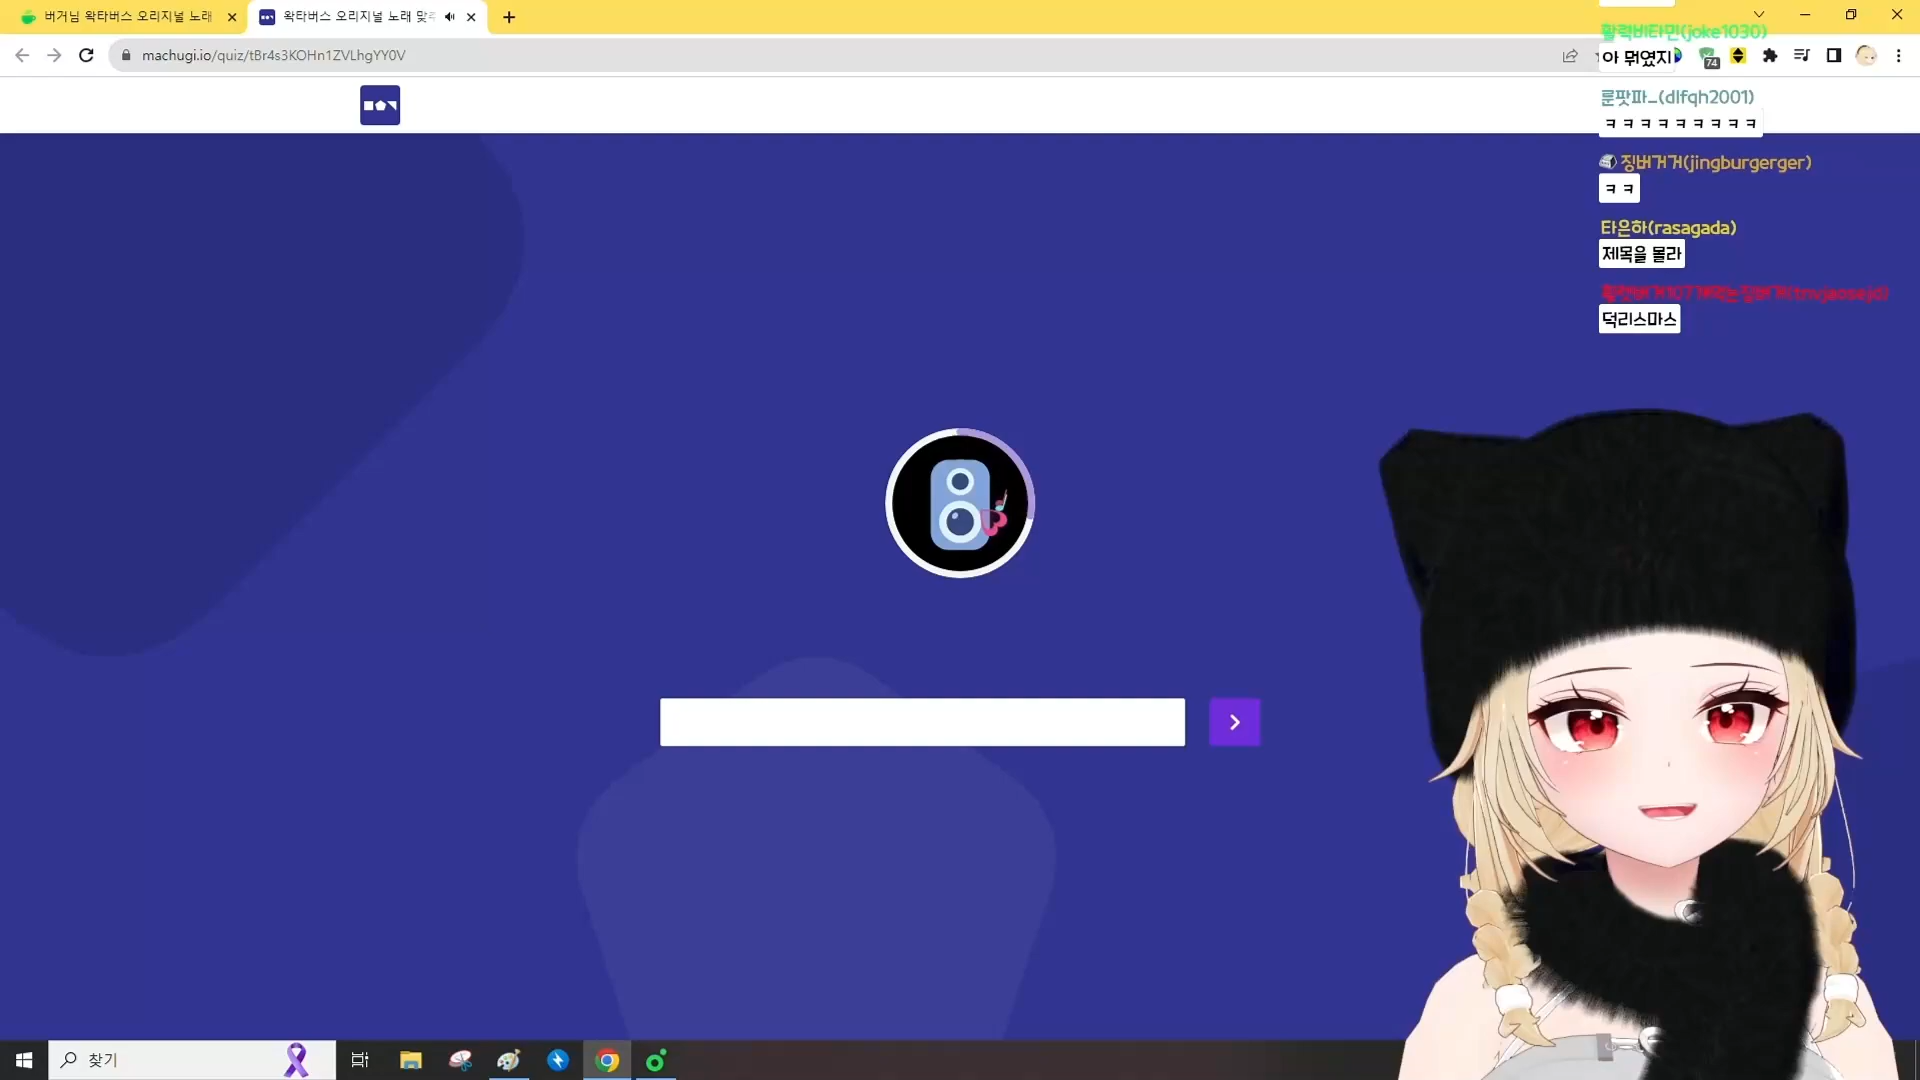 버거님 왁타버스 오리지널 노래
왁타버스 오리지널 노래 맞추
machugi.io/quiz/tBr4s3KOHn1ZVLhgYY0V
74
활력비타민(joke1030)
아 뭐였지
룬팟파_(dlfqh2001)
ㅋㅋㅋㅋㅋㅋㅋㅋㅋ
징버거거(jingburgerger)
ㅋㅋ
타은하(rasagada)
제목을 몰라
덕리스마스
찾기